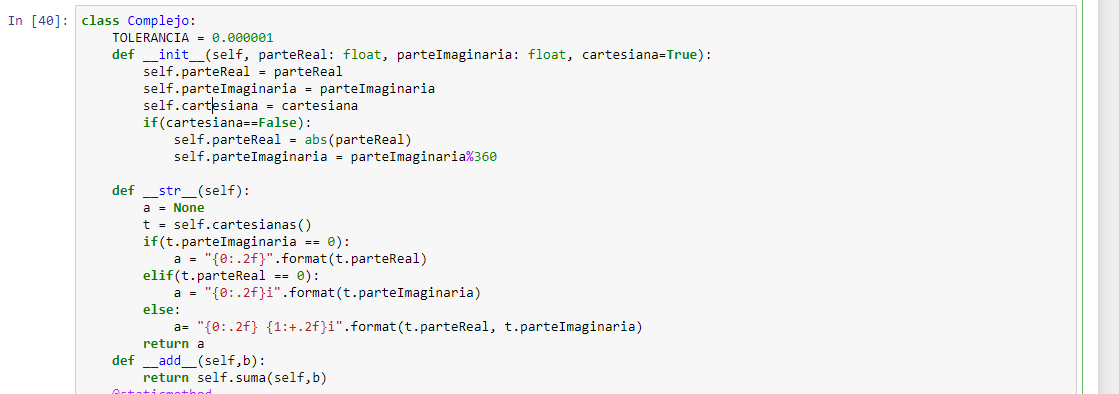 In [40]: class Complejo:
    TOLERANCIA = 0.000001
    def __init__(self, parteReal: float, parteImaginaria: float, cartesiana=True):
        self.parteReal = parteReal
        self.parteImaginaria = parteImaginaria
        self.cartesiana = cartesiana
        if(cartesiana==False):
            self.parteReal = abs(parteReal)
            self.parteImaginaria = parteImaginaria%360
    def __str__(self):
        a = None
        t = self.cartesianas()
        if(t.parteImaginaria == 0):
            a = "{0:.2f}".format(t.parteReal)
        elif(t.parteReal == 0):
            a = "{0:.2f}i".format(t.parteImaginaria)
        else:
            a= "{0:.2f} {1:+.2f}i".format(t.parteReal, t.parteImaginaria)
        return a
    def __add__(self,b):
        return self.suma(self,b)
    @staticmethod